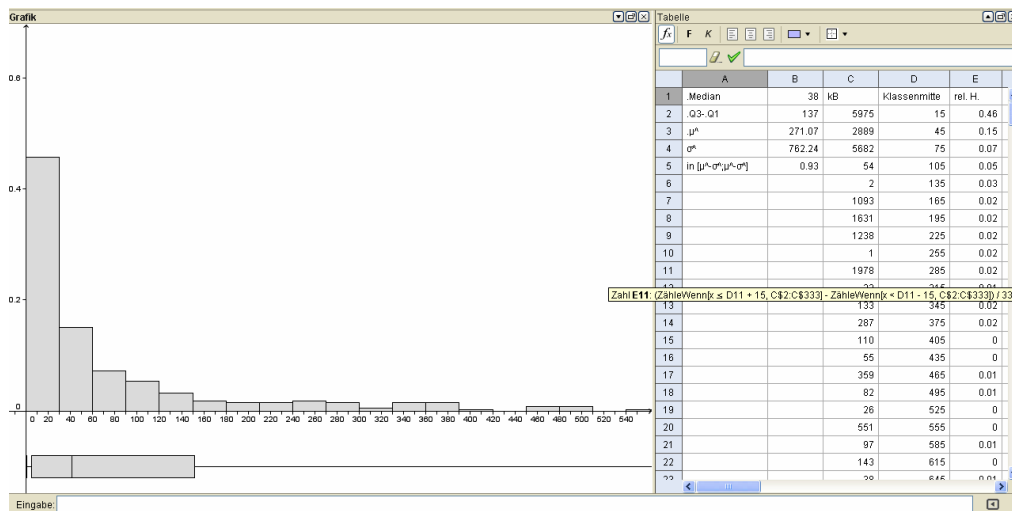 Grafik
0.6
0.4
0.2
0
0 20 40 60 80 100 120 140 160 180 200 220 240 260 280 300 320 340 360 380 400 420 440 460 480 500 520 540
Tabelle
fx F K
A B C D E
1 .Median 38 kB Klassenmitte rel. H.
2 .Q3-.Q1 137 5975 15 0.46
3 .µ^ 271.07 2889 45 0.15
4 σ^ 762.24 5682 75 0.07
5 in [µ^-σ^;µ^-σ^] 0.93 54 105 0.05
6 2 135 0.03
7 1093 165 0.02
8 1631 195 0.02
9 1238 225 0.02
10 1 255 0.02
11 1978 285 0.02
Zahl E11: (ZähleWenn[x ≤ D11 + 15, C$2:C$333] - ZähleWenn[x < D11 - 15, C$2:C$333]) / 33
13 133 345 0.02
14 287 375 0.02
15 110 405 0
16 55 435 0
17 359 465 0.01
18 82 495 0.01
19 26 525 0
20 551 555 0
21 97 585 0.01
22 143 615 0
23 38 645 0.01
Eingabe: